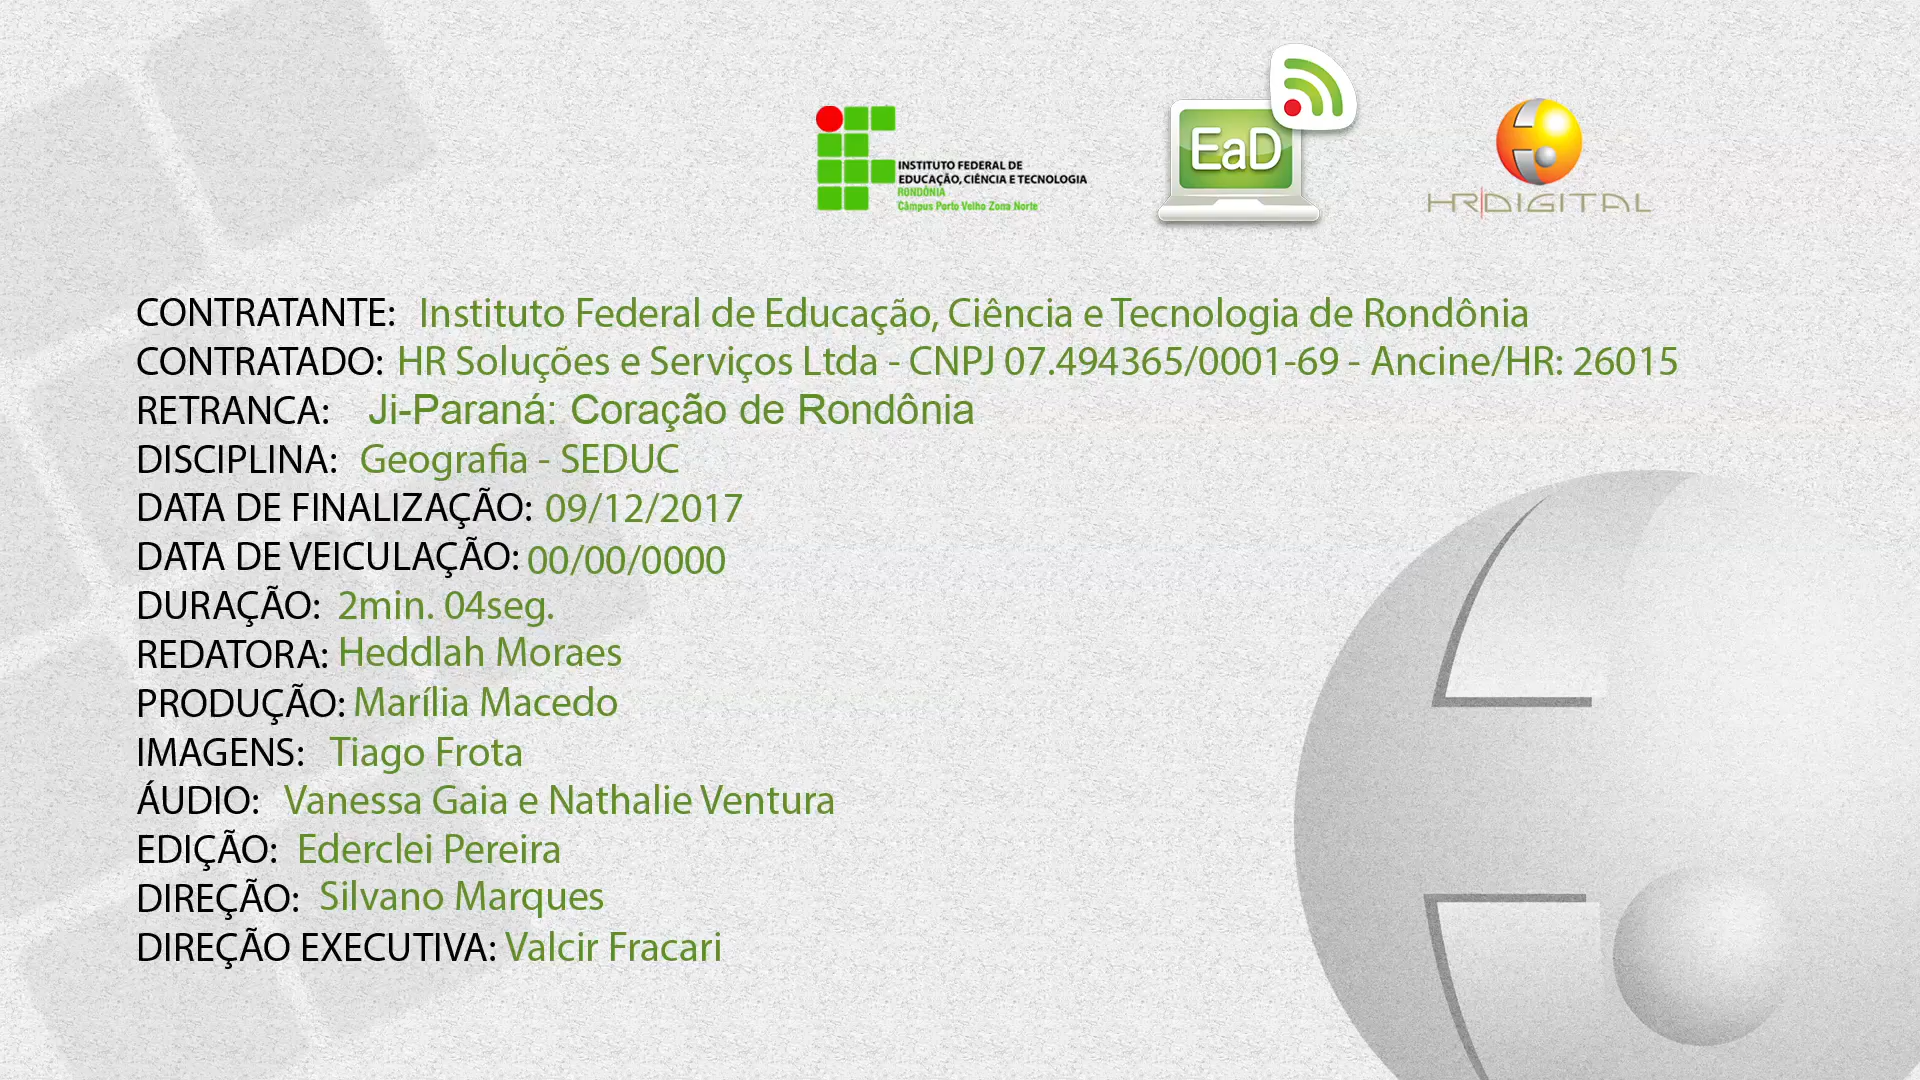 INSTITUTO FEDERAL DE
EDUCAÇÃO, CIÊNCIA E TECNOLOGIA
RONDÔNIA
Câmpus Porto Velho Zona Norte
EaD
HR|DIGITAL
CONTRATANTE: Instituto Federal de Educação, Ciência e Tecnologia de Rondônia
CONTRATADO: HR Soluções e Serviços Ltda - CNPJ 07.494365/0001-69 - Ancine/HR: 26015
RETRANCA: Ji-Paraná: Coração de Rondônia
DISCIPLINA: Geografia - SEDUC
DATA DE FINALIZAÇÃO: 09/12/2017
DATA DE VEICULAÇÃO: 00/00/0000
DURAÇÃO: 2min. 04seg.
REDATORA: Heddlah Moraes
PRODUÇÃO: Marília Macedo
IMAGENS: Tiago Frota
ÁUDIO: Vanessa Gaia e Nathalie Ventura
EDIÇÃO: Ederclei Pereira
DIREÇÃO: Silvano Marques
DIREÇÃO EXECUTIVA: Valcir Fracari